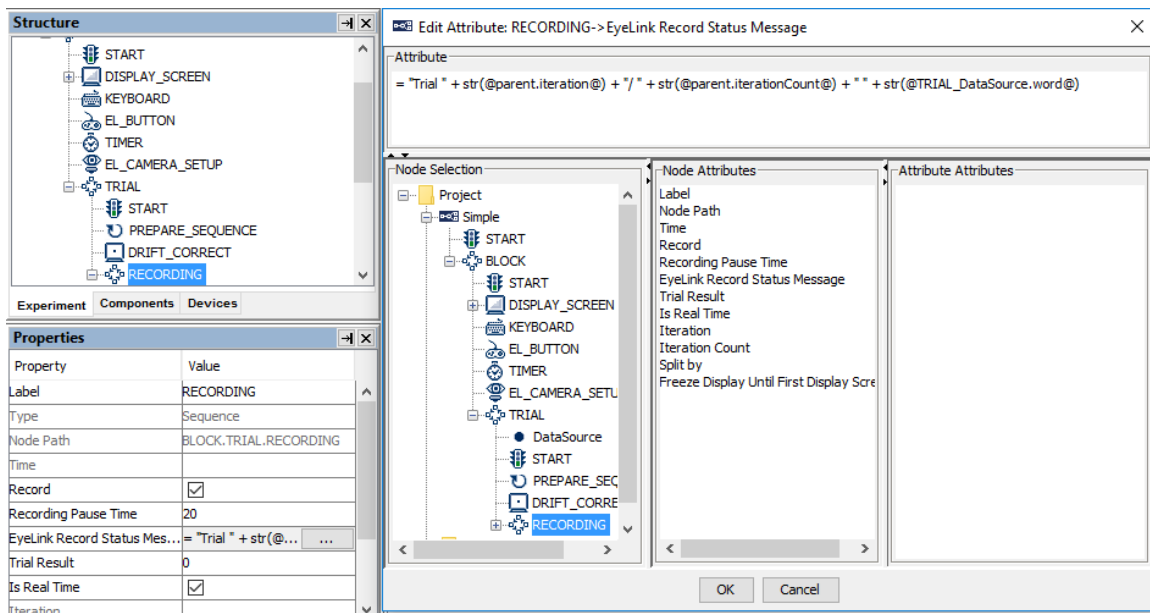 Structure
START
DISPLAY_SCREEN
KEYBOARD
EL_BUTTON
TIMER
EL_CAMERA_SETUP
TRIAL
START
PREPARE_SEQUENCE
DRIFT_CORRECT
RECORDING
Experiment Components Devices
Properties
Property Value
Label RECORDING
Type Sequence
Node Path BLOCK.TRIAL.RECORDING
Time
Record
Recording Pause Time 20
EyeLink Record Status Mes... = "Trial " + str(@... ...
Trial Result 0
Is Real Time
Iteration
Edit Attribute: RECORDING->EyeLink Record Status Message
Attribute
= "Trial " + str(@parent.iteration@) + "/ " + str(@parent.iterationCount@) + " " + str(@TRIAL_DataSource.word@)
Node Selection
Project
Simple
START
BLOCK
START
DISPLAY_SCREEN
KEYBOARD
EL_BUTTON
TIMER
EL_CAMERA_SETU
TRIAL
DataSource
START
PREPARE_SEQ
DRIFT_CORRE
RECORDING
Node Attributes
Label
Node Path
Time
Record
Recording Pause Time
EyeLink Record Status Message
Trial Result
Is Real Time
Iteration
Iteration Count
Split by
Freeze Display Until First Display Scre
Attribute Attributes
OK Cancel